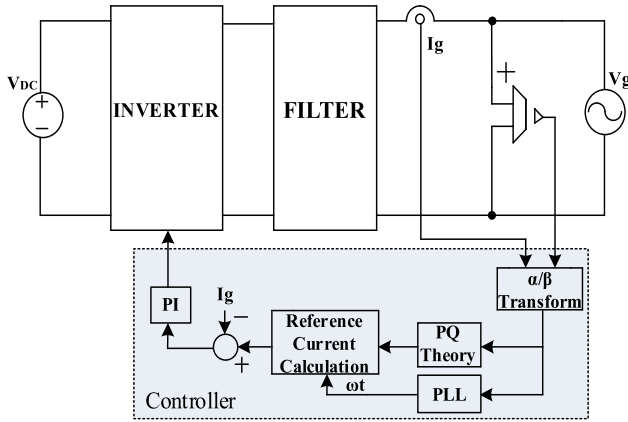 Ig
VDC
+
−
INVERTER
FILTER
+
Vg
α/β
Transform
PI
Ig
−
+
Reference
Current
Calculation
PQ
Theory
ωt
PLL
Controller